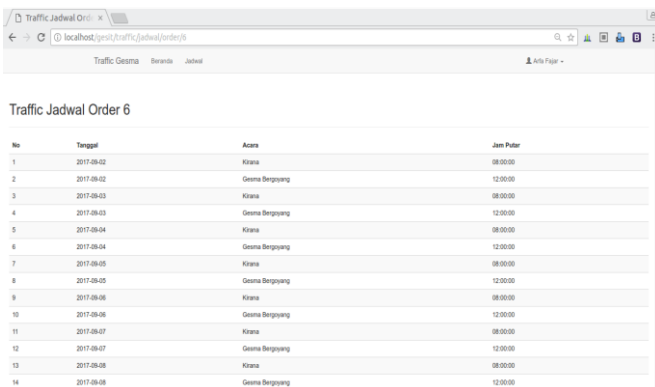 Traffic Jadwal Ord
localhost/gesit/traffic/jadwal/order/6
Traffic Gesma Beranda Jadwal Arfa Fajar
Traffic Jadwal Order 6
No Tanggal Acara Jam Putar
1 2017-09-02 Kirana 08:00:00
2 2017-09-02 Gesma Bergoyang 12:00:00
3 2017-09-03 Kirana 08:00:00
4 2017-09-03 Gesma Bergoyang 12:00:00
5 2017-09-04 Kirana 08:00:00
6 2017-09-04 Gesma Bergoyang 12:00:00
7 2017-09-05 Kirana 08:00:00
8 2017-09-05 Gesma Bergoyang 12:00:00
9 2017-09-06 Kirana 08:00:00
10 2017-09-06 Gesma Bergoyang 12:00:00
11 2017-09-07 Kirana 08:00:00
12 2017-09-07 Gesma Bergoyang 12:00:00
13 2017-09-08 Kirana 08:00:00
14 2017-09-08 Gesma Bergoyang 12:00:00